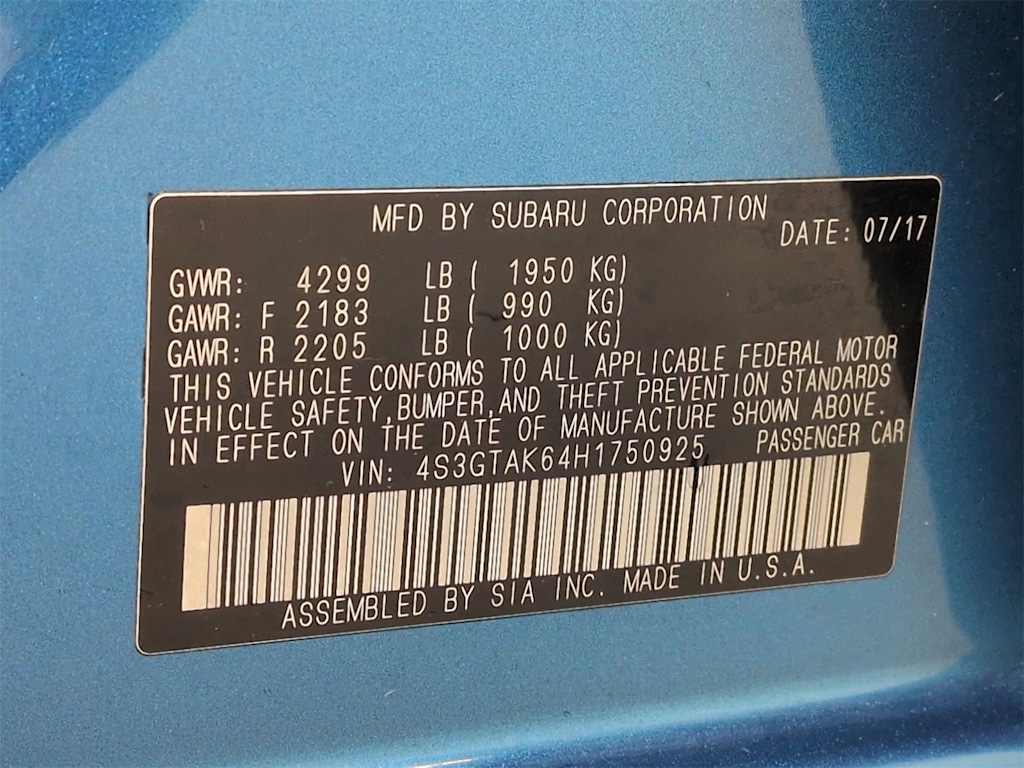 MFD BY SUBARU CORPORATION
DATE: 07/17
GVWR: 4299 LB ( 1950 KG)
GAWR: F 2183 LB ( 990 KG)
GAWR: R 2205 LB ( 1000 KG)
THIS VEHICLE CONFORMS TO ALL APPLICABLE FEDERAL MOTOR
VEHICLE SAFETY,BUMPER,AND THEFT PREVENTION STANDARDS
IN EFFECT ON THE DATE OF MANUFACTURE SHOWN ABOVE.
VIN: 4S3GTAK64H1750925 PASSENGER CAR
ASSEMBLED BY SIA INC. MADE IN U.S.A.